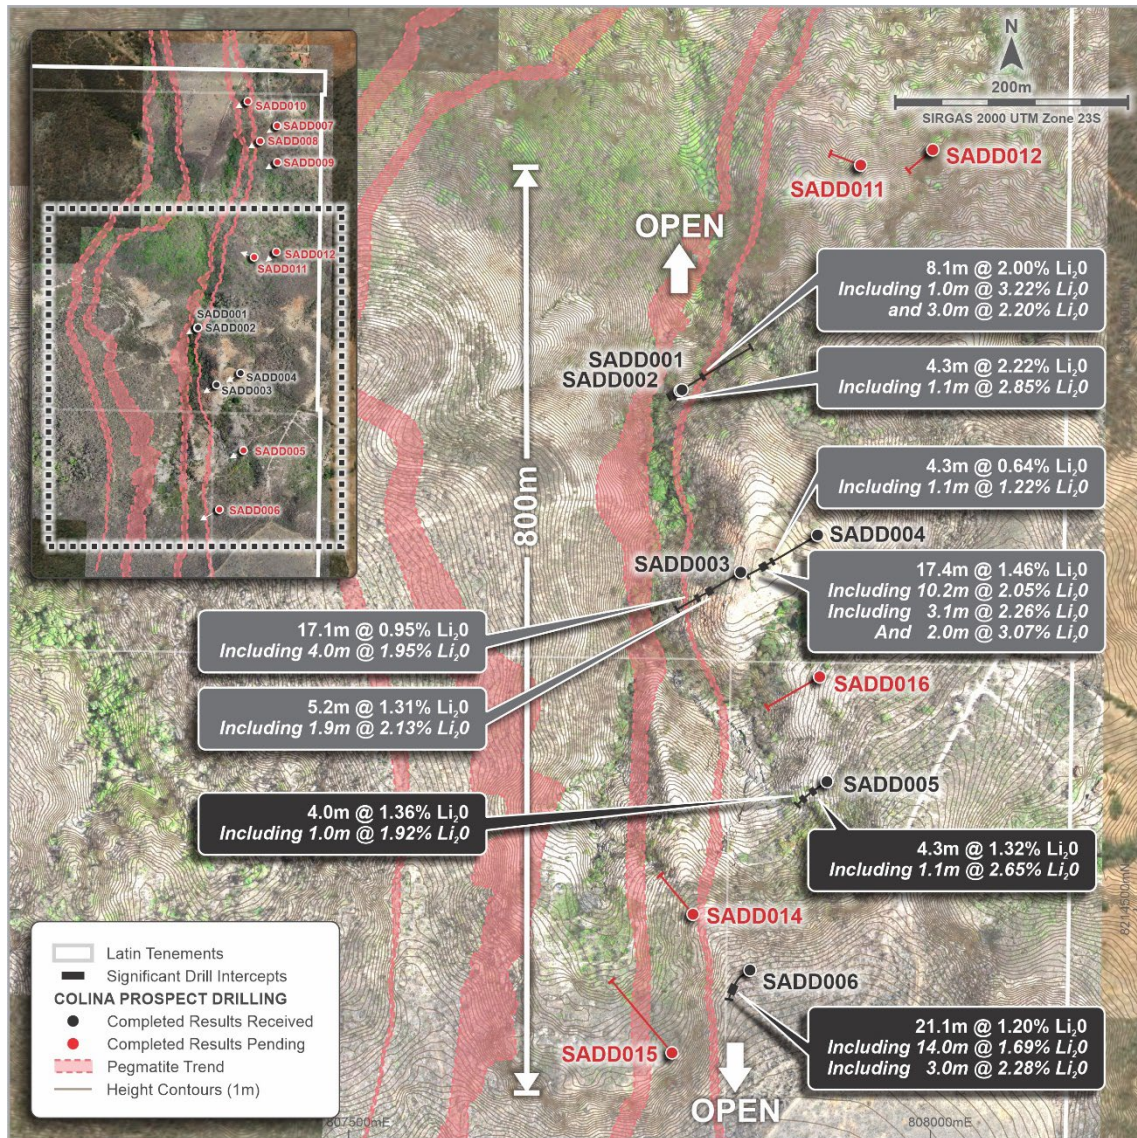 SADD010
SADD007
SADD008
SADD009
SADD012
SADD011
SADD001
SADD002
SADD004
SADD003
SADD005
SADD006
N
200m
SIRGAS 2000 UTM Zone 23S
SADD012
SADD011
OPEN
8.1m @ 2.00% Li₂0
Including 1.0m @ 3.22% Li₂0
and 3.0m @ 2.20% Li₂0
SADD001
SADD002
4.3m @ 2.22% Li₂0
Including 1.1m @ 2.85% Li₂0
800m
4.3m @ 0.64% Li₂0
Including 1.1m @ 1.22% Li₂0
SADD004
SADD003
17.4m @ 1.46% Li₂0
Including 10.2m @ 2.05% Li₂0
Including 3.1m @ 2.26% Li₂0
And 2.0m @ 3.07% Li₂0
17.1m @ 0.95% Li₂0
Including 4.0m @ 1.95% Li₂0
SADD016
5.2m @ 1.31% Li₂0
Including 1.9m @ 2.13% Li₂0
SADD005
4.0m @ 1.36% Li₂0
Including 1.0m @ 1.92% Li₂0
4.3m @ 1.32% Li₂0
Including 1.1m @ 2.65% Li₂0
SADD014
8214500mN
SADD006
21.1m @ 1.20% Li₂0
Including 14.0m @ 1.69% Li₂0
Including 3.0m @ 2.28% Li₂0
SADD015
OPEN
Latin Tenements
Significant Drill Intercepts
COLINA PROSPECT DRILLING
Completed Results Received
Completed Results Pending
Pegmatite Trend
Height Contours (1m)
807500mE
808000mE